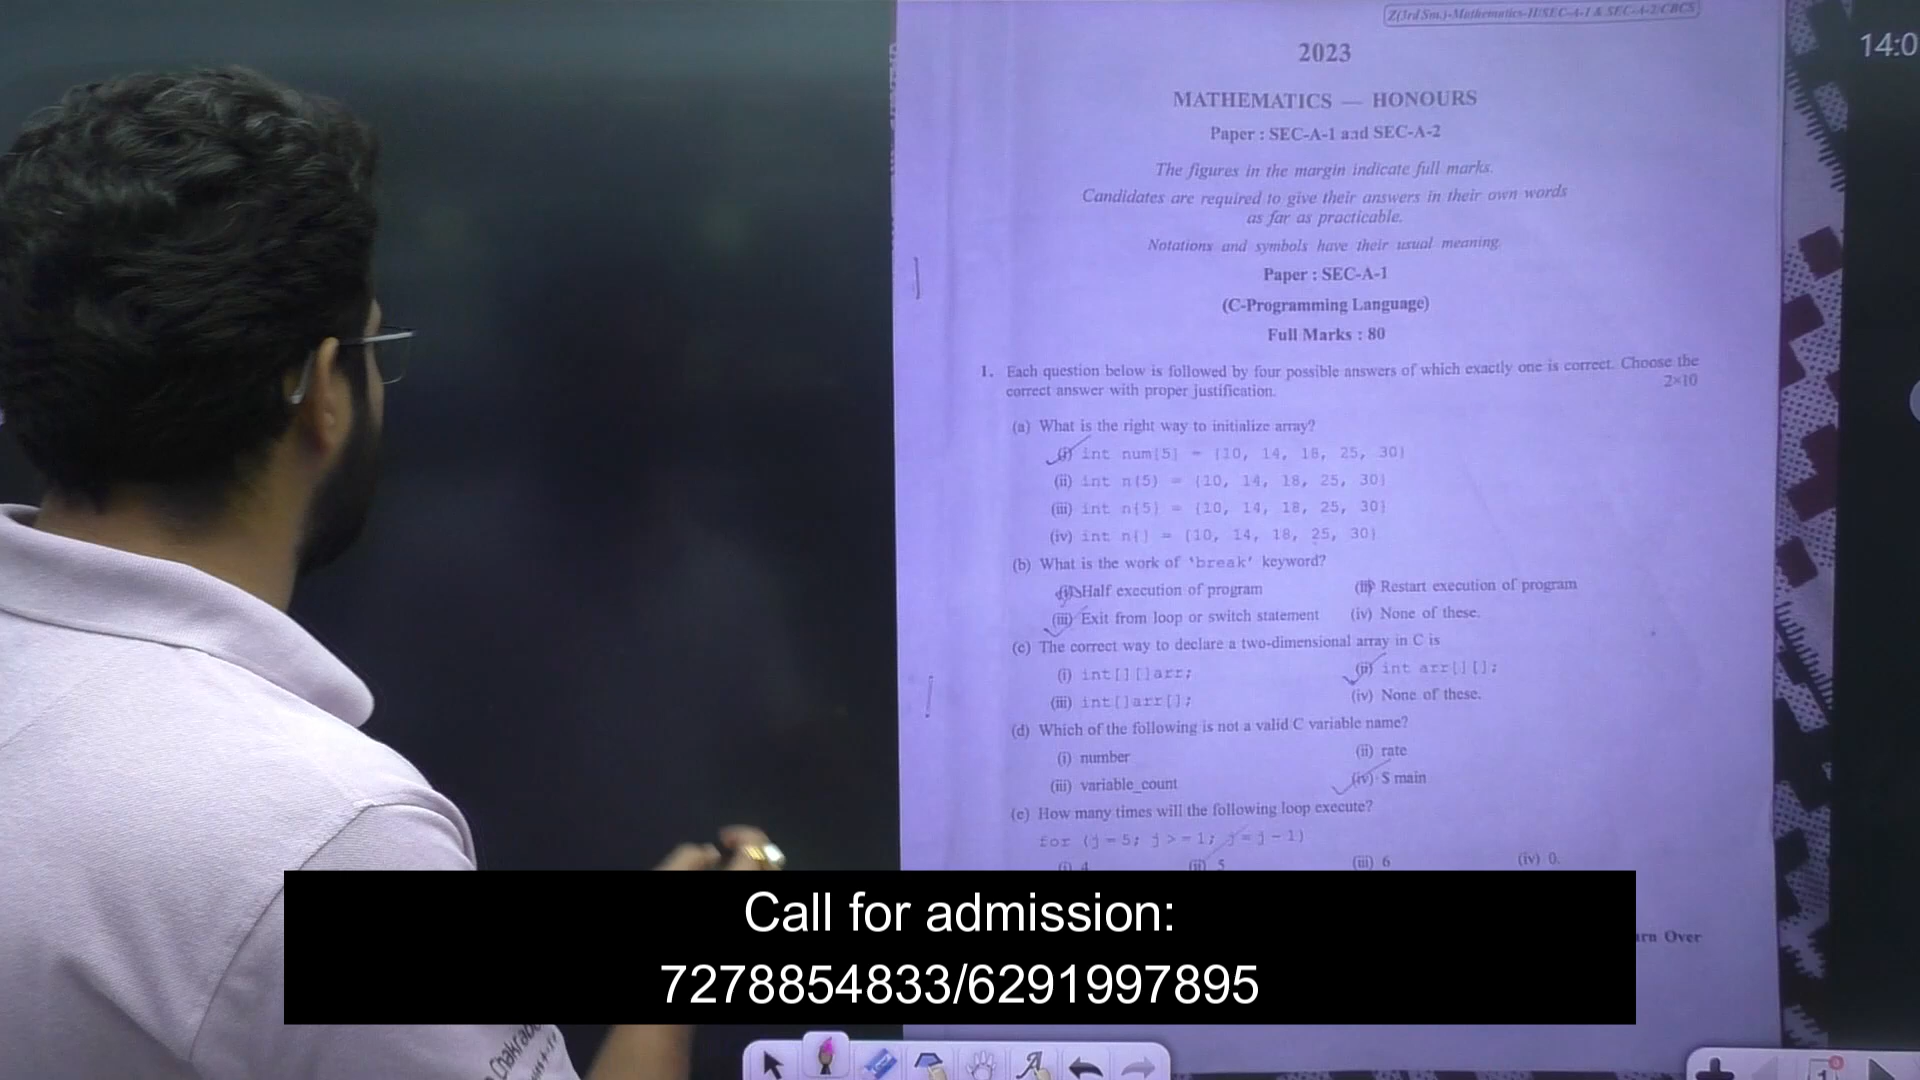 Z(3rd Sm.)-Mathematics-H/SEC-A-1 & SEC-A-2/CBCS
14:0
2023
MATHEMATICS — HONOURS
Paper : SEC-A-1 and SEC-A-2
The figures in the margin indicate full marks.
Candidates are required to give their answers in their own words
as far as practicable.
Notations and symbols have their usual meaning.
Paper : SEC-A-1
(C-Programming Language)
Full Marks : 80
1. Each question below is followed by four possible answers of which exactly one is correct. Choose the
correct answer with proper justification. 2×10
(a) What is the right way to initialize array?
(i) int num[5] = {10, 14, 18, 25, 30}
(ii) int n(5) = {10, 14, 18, 25, 30}
(iii) int n{5} = {10, 14, 18, 25, 30}
(iv) int n{} = {10, 14, 18, 25, 30}
(b) What is the work of 'break' keyword?
(i) Half execution of program (ii) Restart execution of program
(iii) Exit from loop or switch statement (iv) None of these.
(c) The correct way to declare a two-dimensional array in C is
(i) int[][]arr; (ii) int arr[][];
(iii) int[]arr[]; (iv) None of these.
(d) Which of the following is not a valid C variable name?
(i) number (ii) rate
(iii) variable_count (iv) $ main
(e) How many times will the following loop execute?
for (j=5; j>=1; j=j-1)
(i) 4 (ii) 5 (iii) 6 (iv) 0.
Call for admission:
7278854833/6291997895
urn Over